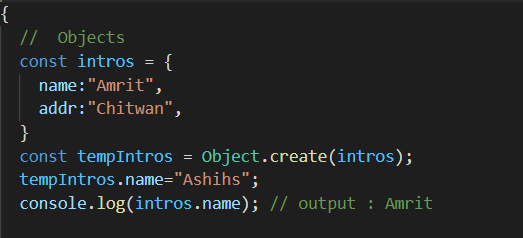 {
//  Objects
const intros = {
name:"Amrit",
addr:"Chitwan",
}
const tempIntros = Object.create(intros);
tempIntros.name="Ashihs";
console.log(intros.name); // output : Amrit